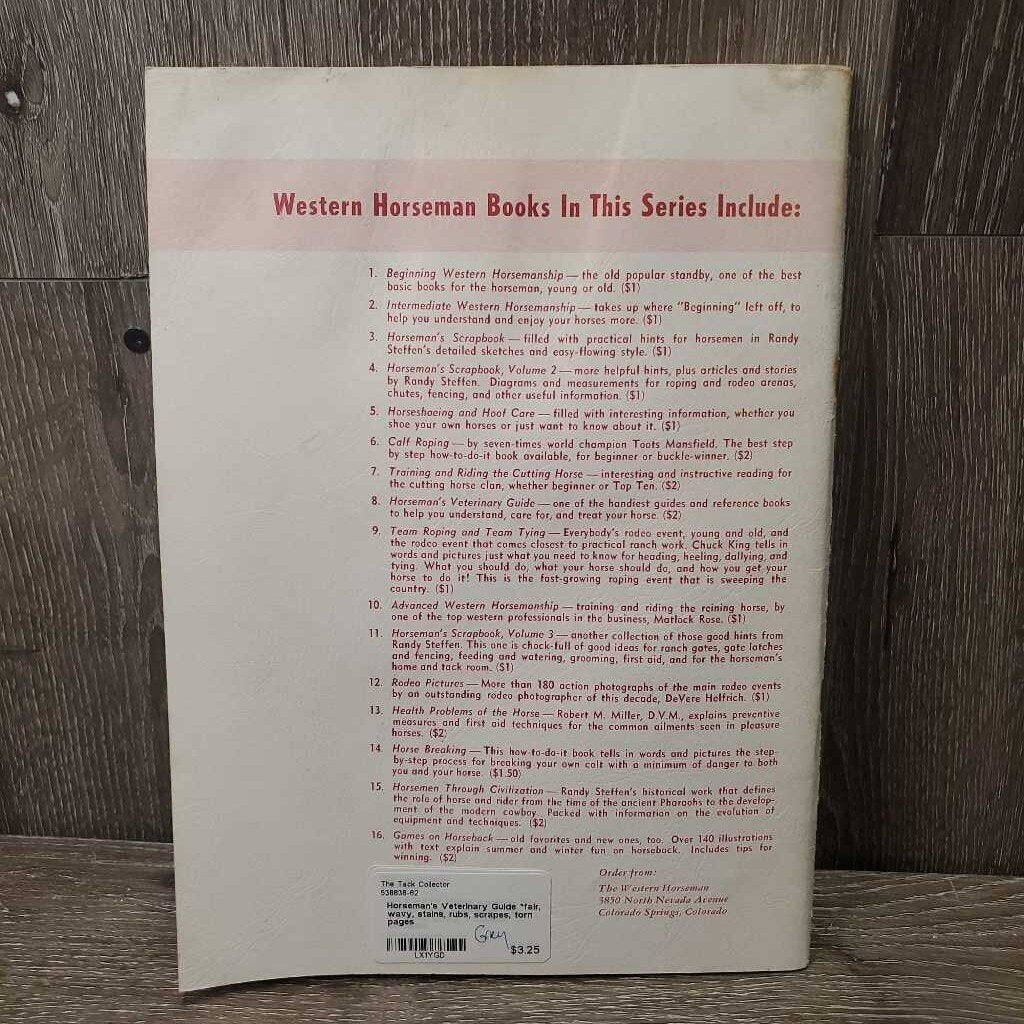 Western Horseman Books In This Series Include:
1. Beginning Western Horsemanship — the old popular standby, one of the best
basic books for the horseman, young or old. ($1)
2. Intermediate Western Horsemanship — takes up where "Beginning" left off, to
help you understand and enjoy your horses more. ($1)
3. Horseman's Scrapbook — filled with practical hints for horsemen in Randy
Steffen's detailed sketches and easy-flowing style. ($1)
4. Horseman's Scrapbook, Volume 2 — more helpful hints, plus articles and stories
by Randy Steffen. Diagrams and measurements for roping and rodeo arenas,
chutes, fencing, and other useful information. ($1)
5. Horseshoeing and Hoof Care — filled with interesting information, whether you
shoe your own horses or just want to know about it. ($1)
6. Calf Roping — by seven-times world champion Toots Mansfield. The best step
by step how-to-do-it book available, for beginner or buckle-winner. ($2)
7. Training and Riding the Cutting Horse — interesting and instructive reading for
the cutting horse clan, whether beginner or Top Ten. ($2)
8. Horseman's Veterinary Guide — one of the handiest guides and reference books
to help you understand, care for, and treat your horse. ($2)
9. Team Roping and Team Tying — Everybody's rodeo event, young and old, and
the rodeo event that comes closest to practical ranch work. Chuck King tells in
words and pictures just what you need to know for heading, heeling, dallying, and
tying. What you should do, what your horse should do, and how you get your
horse to do it! This is the fast-growing roping event that is sweeping the
country. ($1)
10. Advanced Western Horsemanship — training and riding the reining horse, by
one of the top western professionals in the business, Matlock Rose. ($1)
11. Horseman's Scrapbook, Volume 3 — another collection of those good hints from
Randy Steffen. This one is chock-full of good ideas for ranch gates, gate latches
and fencing, feeding and watering, grooming, first aid, and for the horseman's
home and tack room. ($1)
12. Rodeo Pictures — More than 180 action photographs of the main rodeo events
by an outstanding rodeo photographer of this decade, DeVere Helfrich. ($1)
13. Health Problems of the Horse — Robert M. Miller, D.V.M., explains preventive
measures and first aid techniques for the common ailments seen in pleasure
horses. ($2)
14. Horse Breaking — This how-to-do-it book tells in words and pictures the step-
by-step process for breaking your own colt with a minimum of danger to both
you and your horse. ($1.50)
15. Horsemen Through Civilization — Randy Steffen's historical work that defines
the role of horse and rider from the time of the ancient Pharaohs to the develop-
ment of the modern cowboy. Packed with information on the evolution of
equipment and techniques. ($2)
16. Games on Horseback — old favorites and new ones, too. Over 140 illustrations
with text explain summer and winter fun on horseback. Includes tips for
winning. ($2)
Order from:
The Western Horseman
3850 North Nevada Avenue
Colorado Springs, Colorado
The Tack Collector
538838-62
Horseman's Veterinary Guide *fair,
wavy, stains, rubs, scrapes, torn
pages
Grey
$3.25
LX1YGD